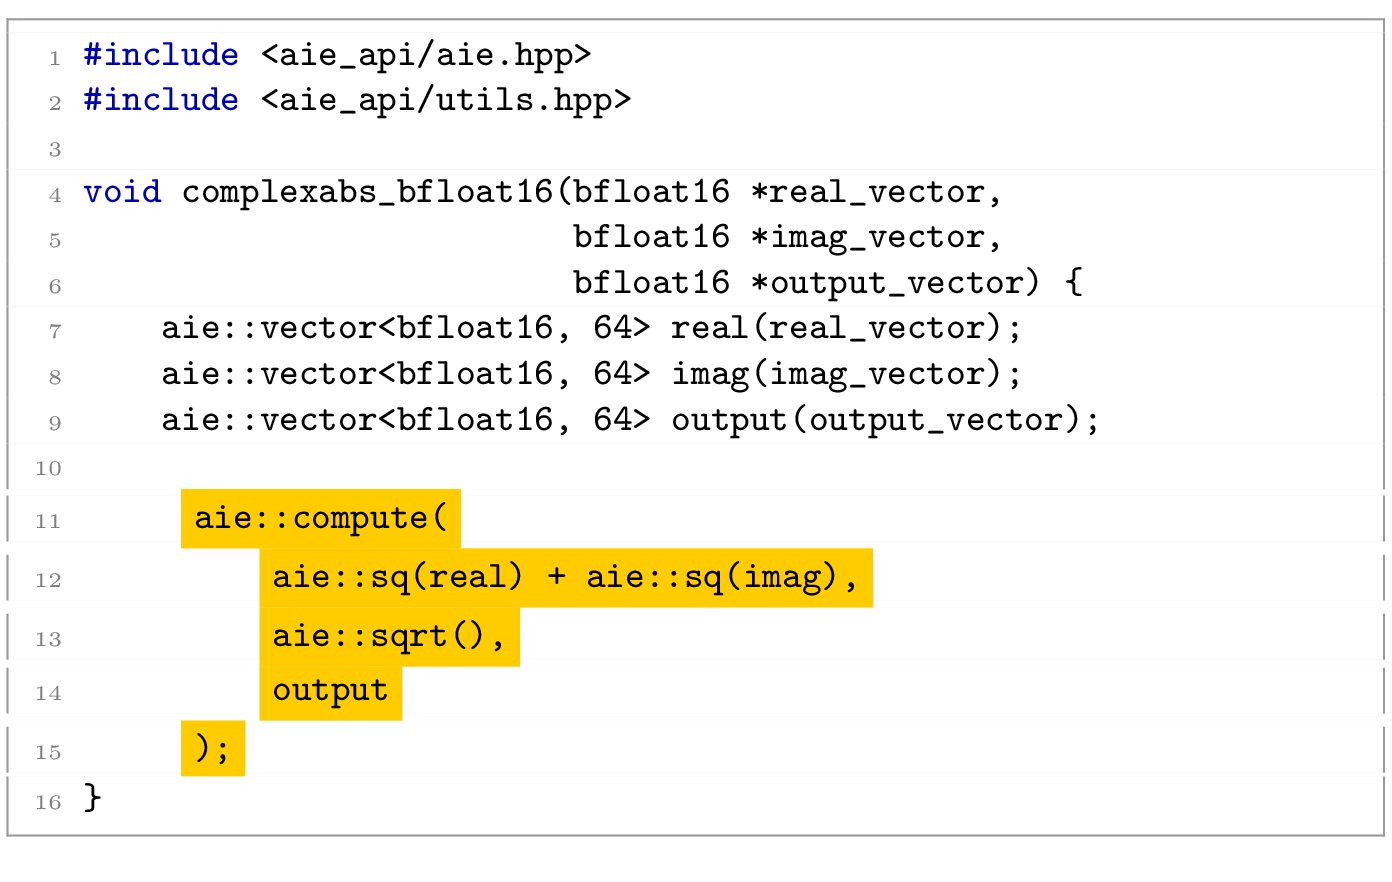 1 #include <aie_api/aie.hpp>
2 #include <aie_api/utils.hpp>
3
4 void complexabs_bfloat16(bfloat16 *real_vector,
5                          bfloat16 *imag_vector,
6                          bfloat16 *output_vector) {
7     aie::vector<bfloat16, 64> real(real_vector);
8     aie::vector<bfloat16, 64> imag(imag_vector);
9     aie::vector<bfloat16, 64> output(output_vector);
10
11     aie::compute(
12         aie::sq(real) + aie::sq(imag),
13         aie::sqrt(),
14         output
15     );
16 }